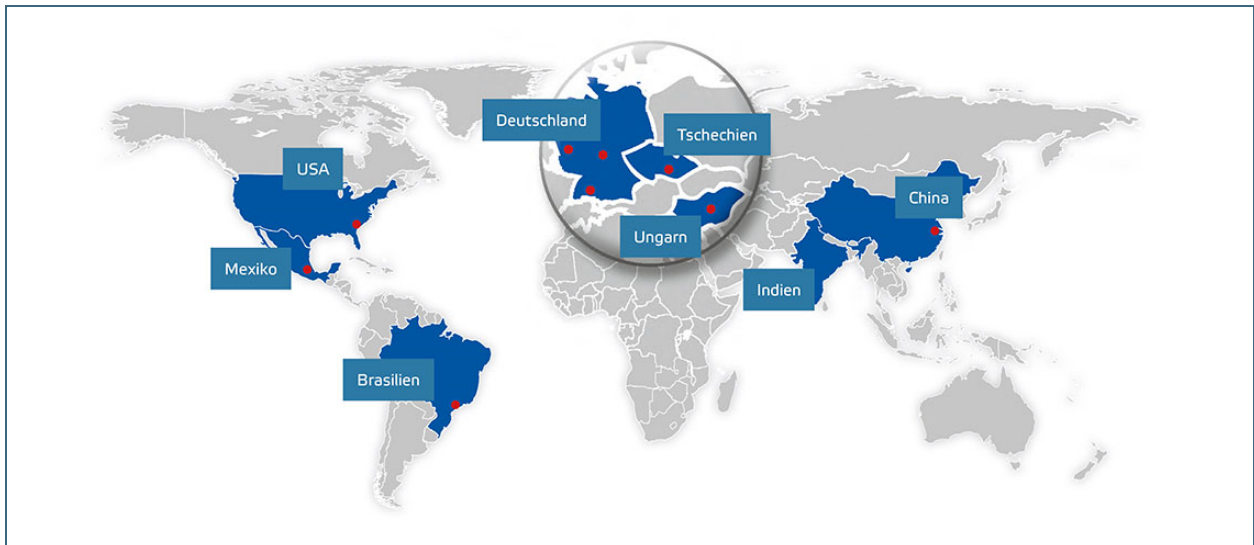 Deutschland
Tschechien
USA
China
Ungarn
Mexiko
Indien
Brasilien